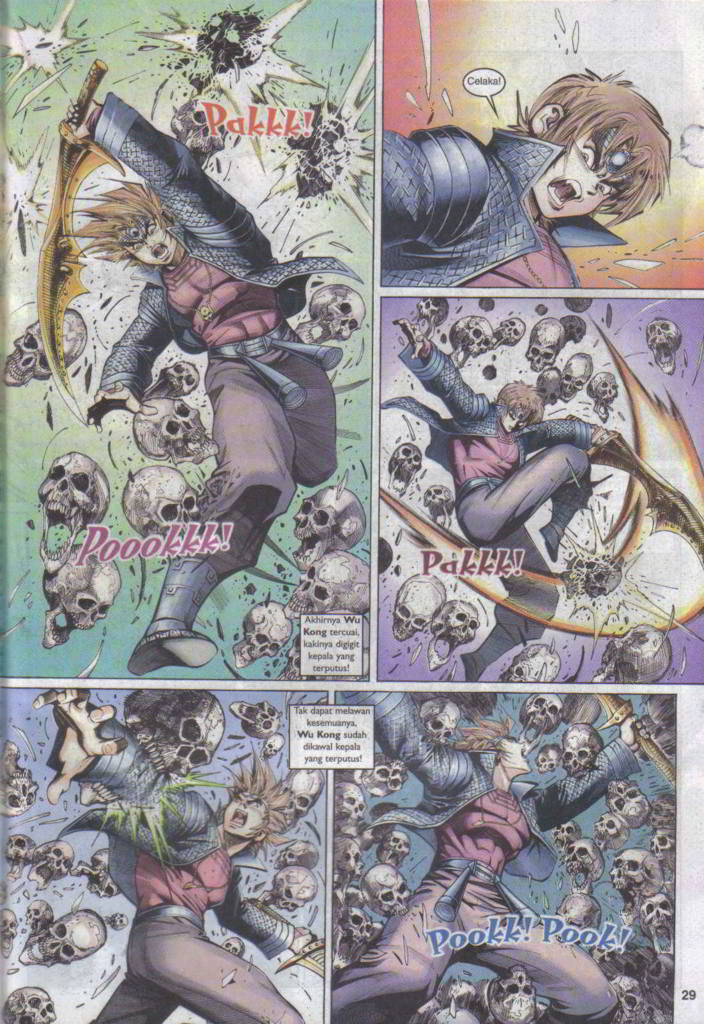 Pakkk!
Poookkk!
Akhirnya Wu
Kong tercuai,
kakinya digigit
kepala yang
terputus!
Celaka!
Pakkk!
Tak dapat melawan
kesemuanya,
Wu Kong sudah
dikawal kepala
yang terputus!
Pookk! Pook!
29